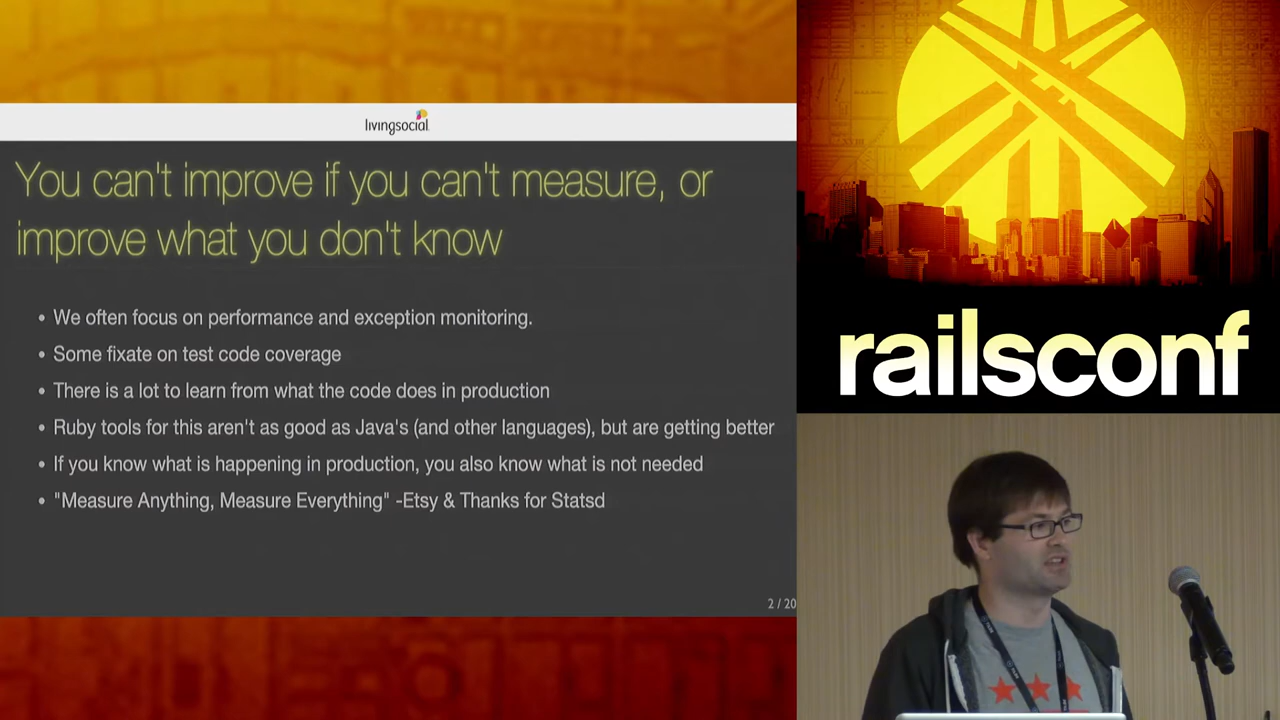 livingsocial
You can't improve if you can't measure, or
improve what you don't know
• We often focus on performance and exception monitoring.
• Some fixate on test code coverage
• There is a lot to learn from what the code does in production
• Ruby tools for this aren't as good as Java's (and other languages), but are getting better
• If you know what is happening in production, you also know what is not needed
• "Measure Anything, Measure Everything" -Etsy & Thanks for Statsd
2 / 20
railsconf